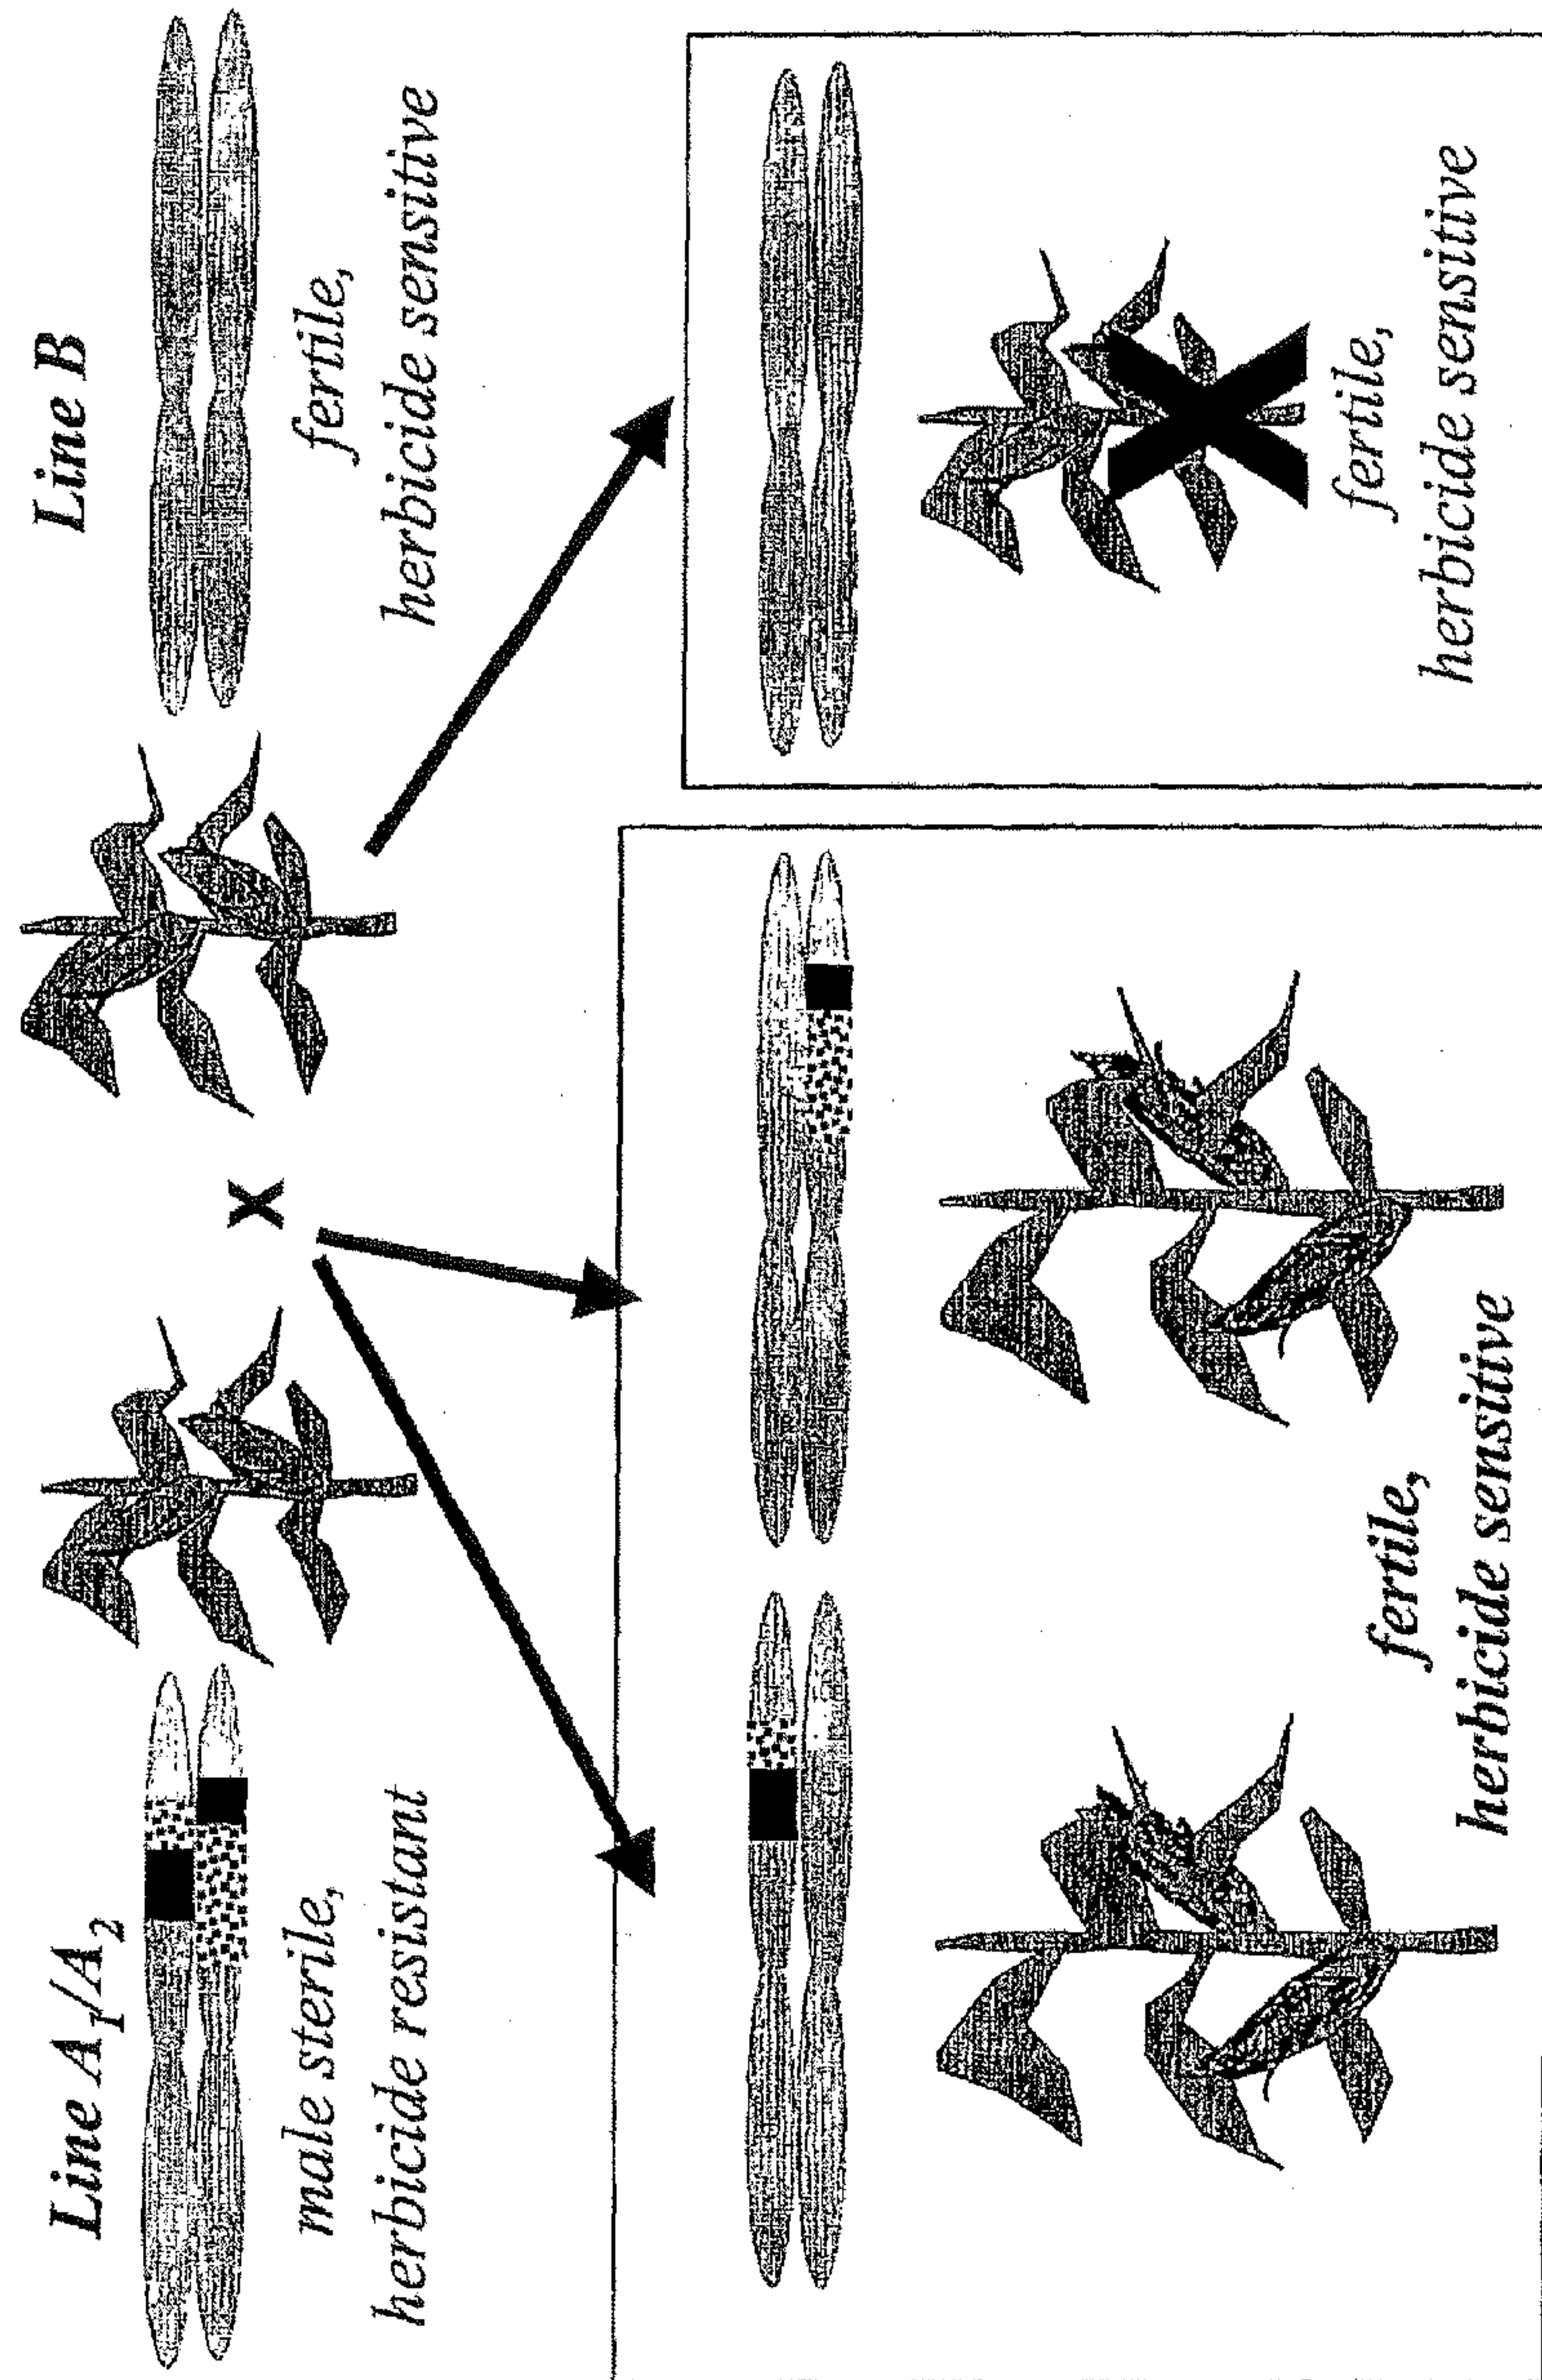 Line A1/A2
male sterile,
herbicide resistant
X
Line B
fertile,
herbicide sensitive
fertile,
herbicide sensitive
fertile,
herbicide sensitive